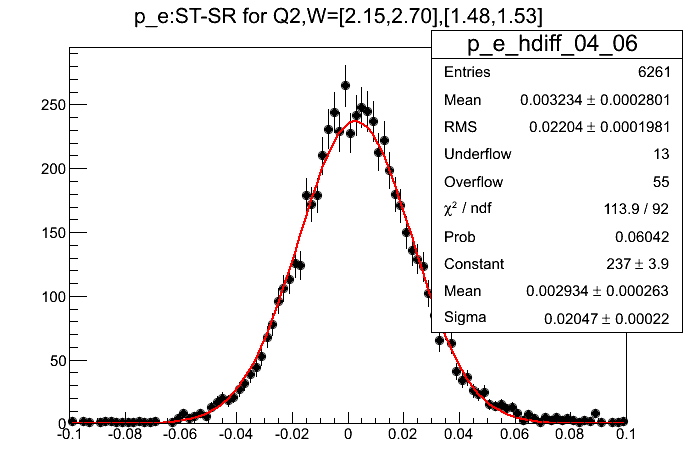 p_e:ST-SR for Q2,W=[2.15,2.70],[1.48,1.53]
p_e_hdiff_04_06
Entries 6261
Mean 0.003234 ± 0.0002801
RMS 0.02204 ± 0.0001981
Underflow 13
Overflow 55
χ² / ndf 113.9 / 92
Prob 0.06042
Constant 237 ± 3.9
Mean 0.002934 ± 0.000263
Sigma 0.02047 ± 0.00022
250
200
150
100
50
0
-0.1 -0.08 -0.06 -0.04 -0.02 0 0.02 0.04 0.06 0.08 0.1